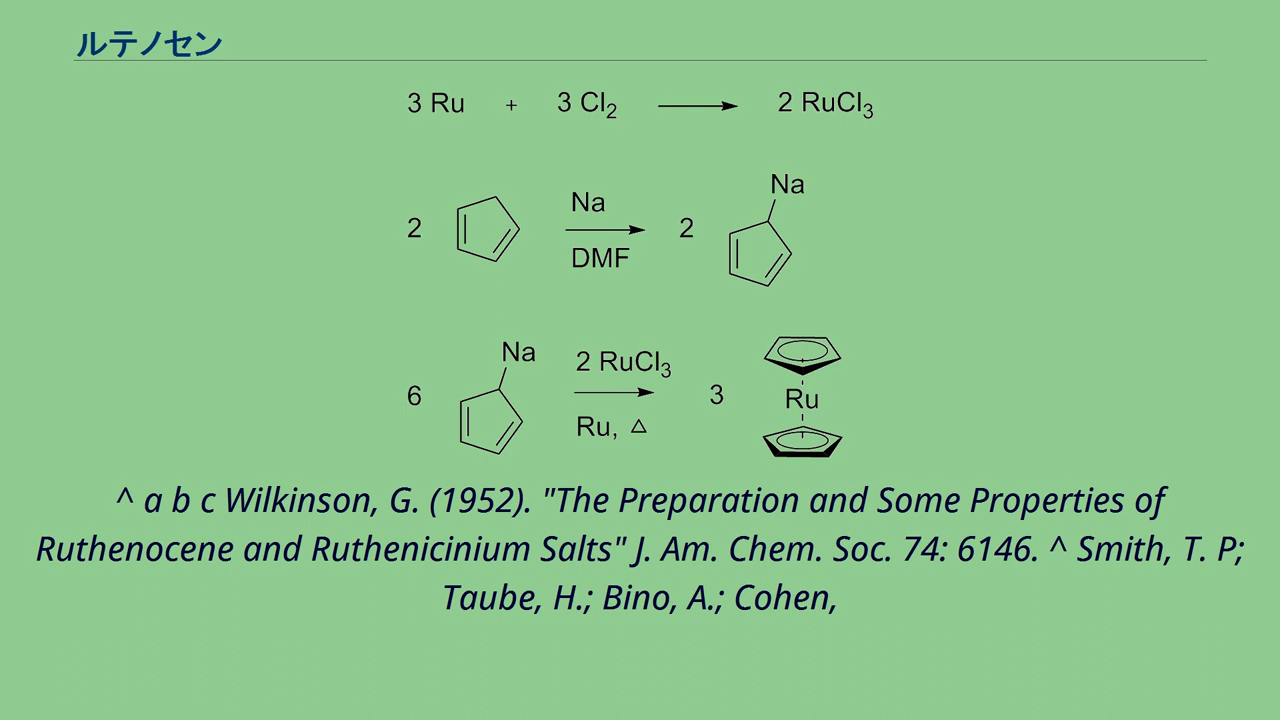 ルテノセン
3 Ru + 3 Cl2 2 RuCl3
Na
2 Na 2
DMF
Na
2 RuCl3
6 3 Ru
Ru, △
^ a b c Wilkinson, G. (1952). "The Preparation and Some Properties of
Ruthenocene and Ruthenicinium Salts" J. Am. Chem. Soc. 74: 6146. ^ Smith, T. P;
Taube, H.; Bino, A.; Cohen,